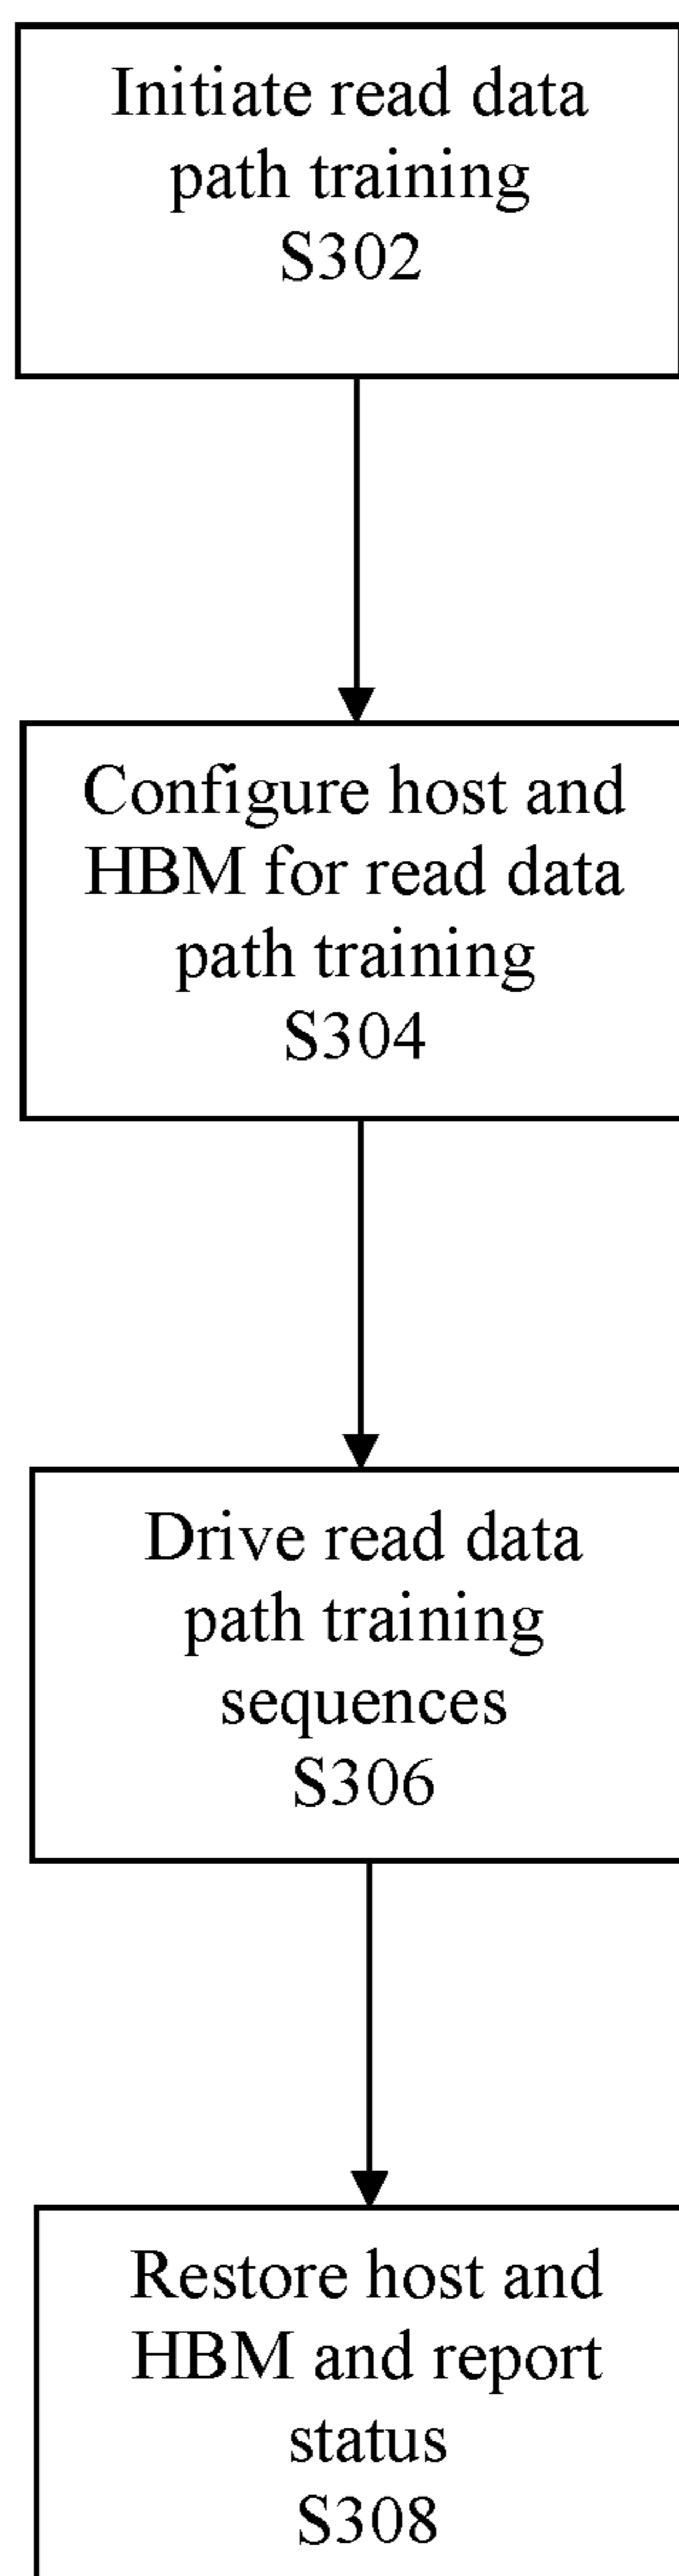 Initiate read data
path training
S302
Configure host and
HBM for read data
path training
S304
Drive read data
path training
sequences
S306
Restore host and
HBM and report
status
S308